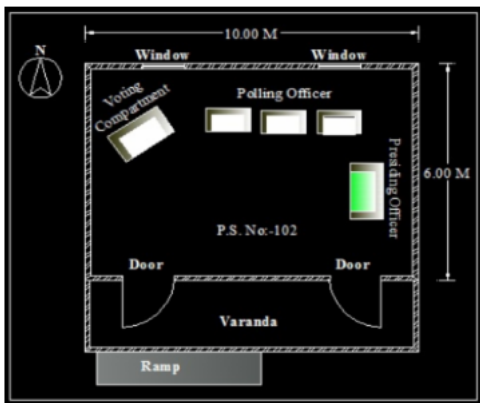 10.00 M
N
Window
Window
Voting
Compartment
Polling Officer
Presiding Officer
6.00 M
P.S. No:-102
Door
Door
Varanda
Ramp